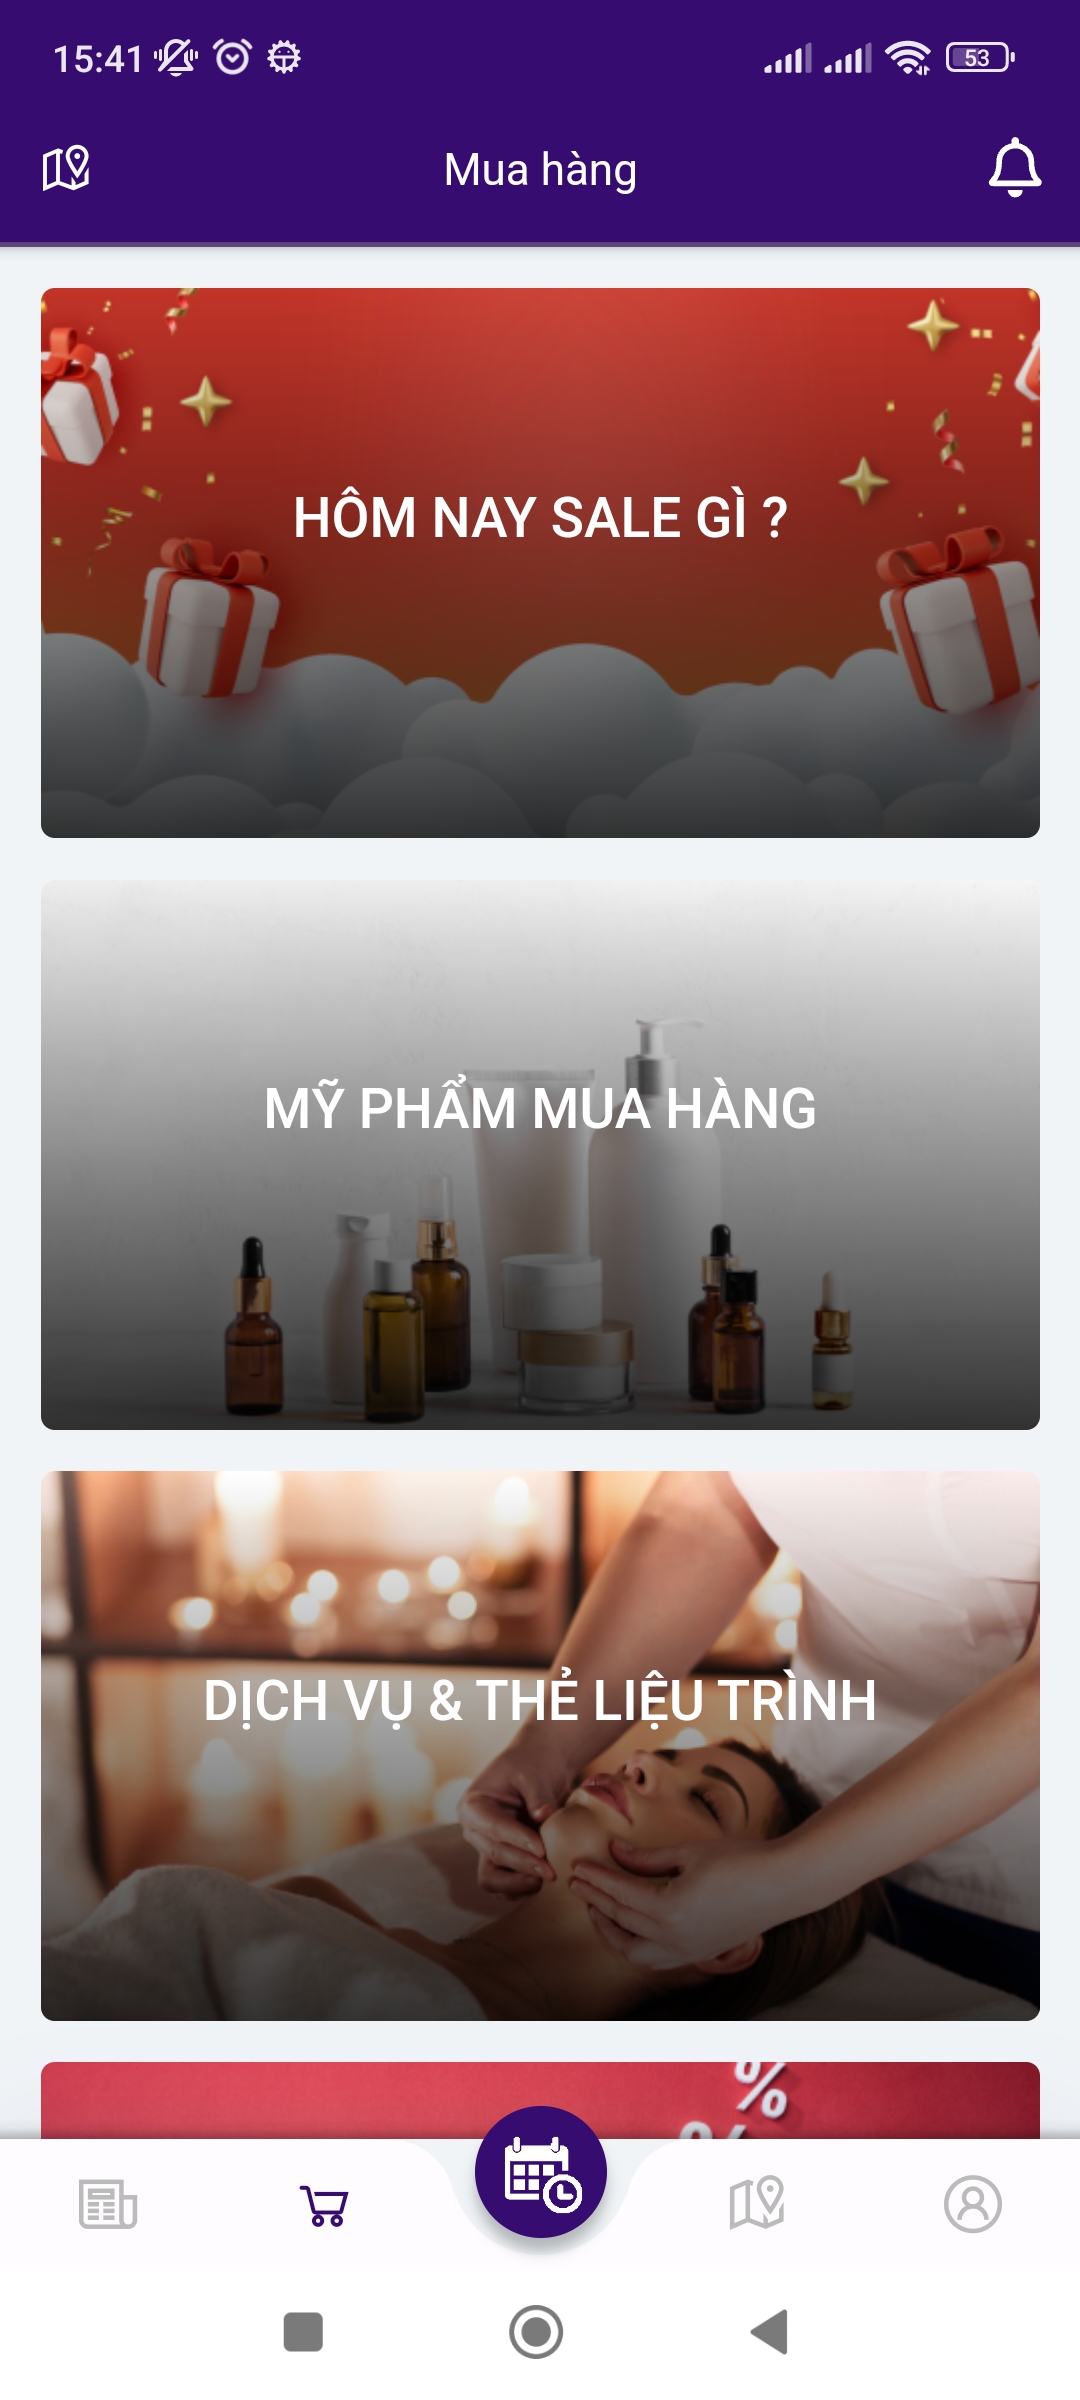 15:41
53
Mua hàng
HÔM NAY SALE GÌ ?
MỸ PHẨM MUA HÀNG
DỊCH VỤ & THẺ LIỆU TRÌNH
%
%